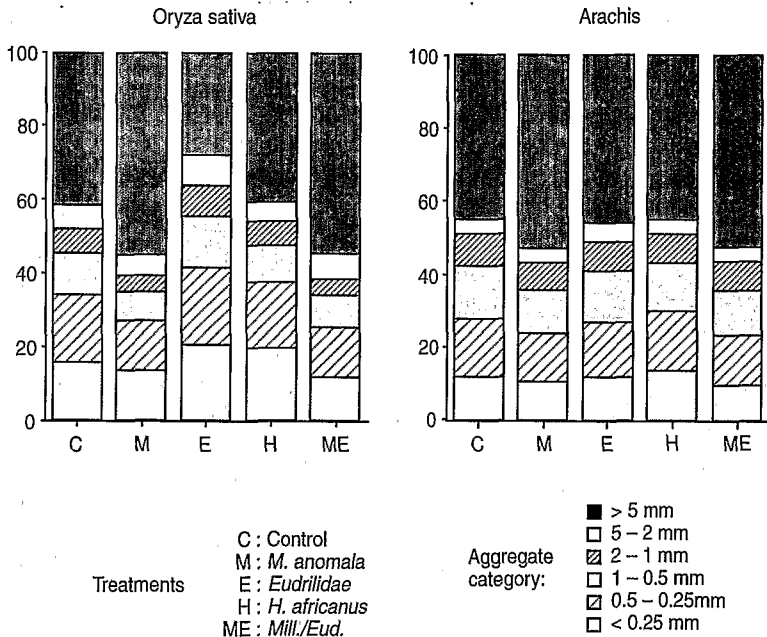 Oryza sativa
Arachis
100
80
60
40
20
0
C M E H ME
100
80
60
40
20
0
C M E H ME
Treatments
C : Control
M : M. anomala
E : Eudrilidae
H : H. africanus
ME : Mill./Eud.
Aggregate
category:
> 5 mm
5 – 2 mm
2 – 1 mm
1 – 0.5 mm
0.5 – 0.25mm
< 0.25 mm